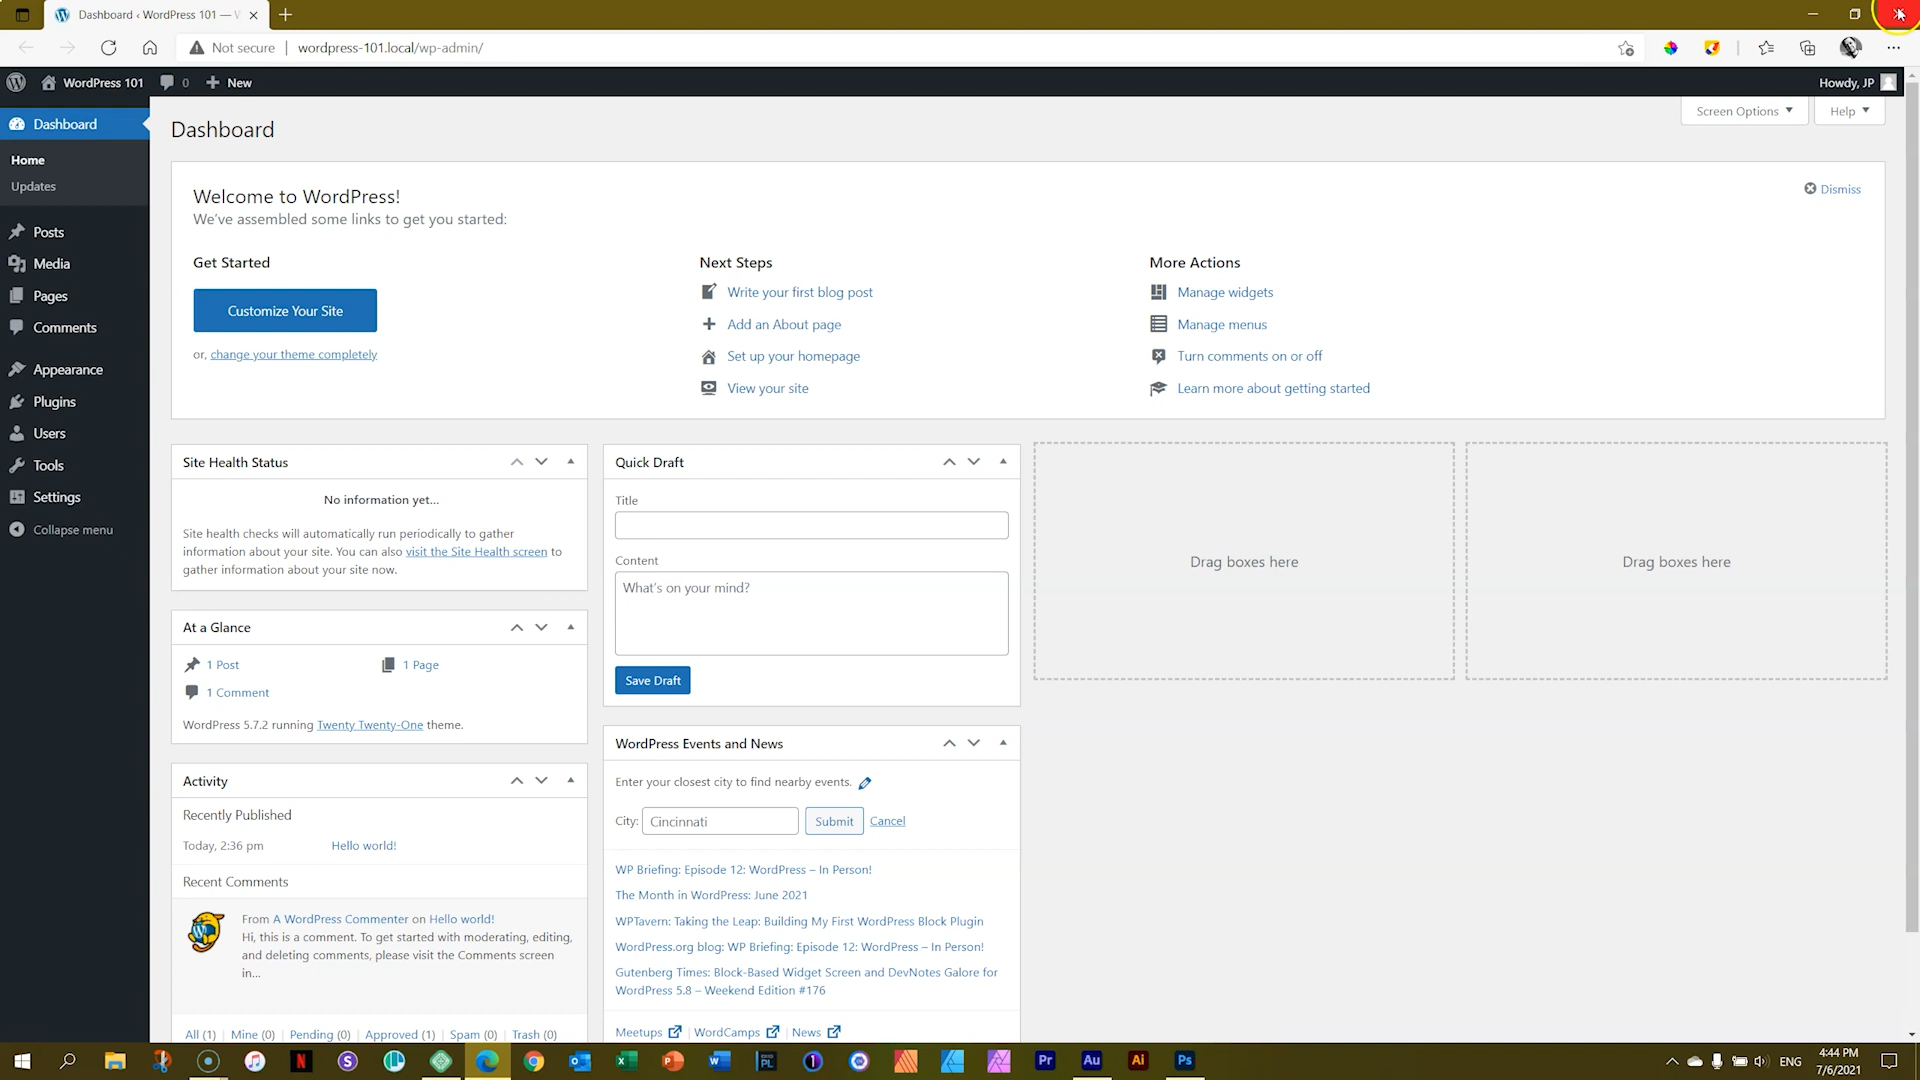 Dashboard ‹ WordPress 101 — W
Not secure
wordpress-101.local/wp-admin/
WordPress 101
0
New
Howdy, JP
Dashboard
Home
Updates
Posts
Media
Pages
Comments
Appearance
Plugins
Users
Tools
Settings
Collapse menu
Dashboard
Screen Options
Help
Welcome to WordPress!
We've assembled some links to get you started:
Dismiss
Get Started
Customize Your Site
or, change your theme completely
Next Steps
Write your first blog post
Add an About page
Set up your homepage
View your site
More Actions
Manage widgets
Manage menus
Turn comments on or off
Learn more about getting started
Site Health Status
No information yet...
Site health checks will automatically run periodically to gather
information about your site. You can also visit the Site Health screen to
gather information about your site now.
At a Glance
1 Post
1 Page
1 Comment
WordPress 5.7.2 running Twenty Twenty-One theme.
Activity
Recently Published
Today, 2:36 pm
Hello world!
Recent Comments
From A WordPress Commenter on Hello world!
Hi, this is a comment. To get started with moderating, editing,
and deleting comments, please visit the Comments screen
in...
All (1) | Mine (0) | Pending (0) | Approved (1) | Spam (0) | Trash (0)
Quick Draft
Title
Content
What's on your mind?
Save Draft
WordPress Events and News
Enter your closest city to find nearby events.
City:
Cincinnati
Submit
Cancel
WP Briefing: Episode 12: WordPress – In Person!
The Month in WordPress: June 2021
WPTavern: Taking the Leap: Building My First WordPress Block Plugin
WordPress.org blog: WP Briefing: Episode 12: WordPress – In Person!
Gutenberg Times: Block-Based Widget Screen and DevNotes Galore for
WordPress 5.8 – Weekend Edition #176
Meetups | WordCamps | News
Drag boxes here
Drag boxes here
Pr
Au
Ai
Ps
ENG
4:44 PM
7/6/2021